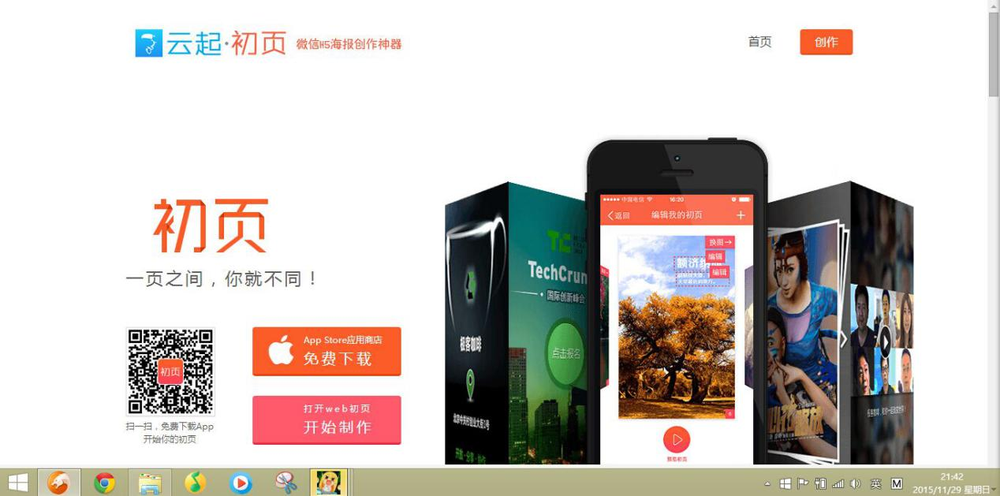 云起·初页 微信H5海报创作神器
首页
创作
初页
一页之间，你就不同！
初页
扫一扫，免费下载App
开始你的初页
App Store应用商店
免费下载
打开web初页
开始制作
极客咖啡
TechCrun
国际创新峰会
点击报名
中国电信
16:20
返回
编辑我的初页
+
换图→
编辑
编辑
英
M
21:42
2015/11/29 星期日